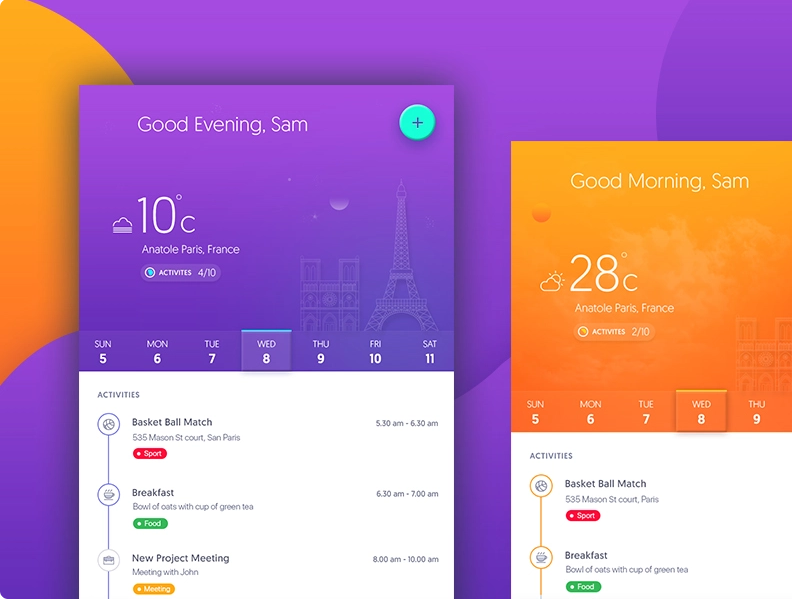 Good Evening, Sam
+
10°C
Anatole Paris, France
ACTIVITES 4/10
SUN MON TUE WED THU FRI SAT
5 6 7 8 9 10 11
ACTIVITIES
Basket Ball Match 5.30 am - 6.30 am
535 Mason St court, San Paris
Sport
Breakfast 6.30 am - 7.00 am
Bowl of oats with cup of green tea
Food
New Project Meeting 8.00 am - 10.00 am
Meeting with John
Meeting
Good Morning, Sam
28°C
Anatole Paris, France
ACTIVITES 2/10
SUN MON TUE WED THU
5 6 7 8 9
ACTIVITIES
Basket Ball Match
535 Mason St court, Paris
Sport
Breakfast
Bowl of oats with cup of green tea
Food